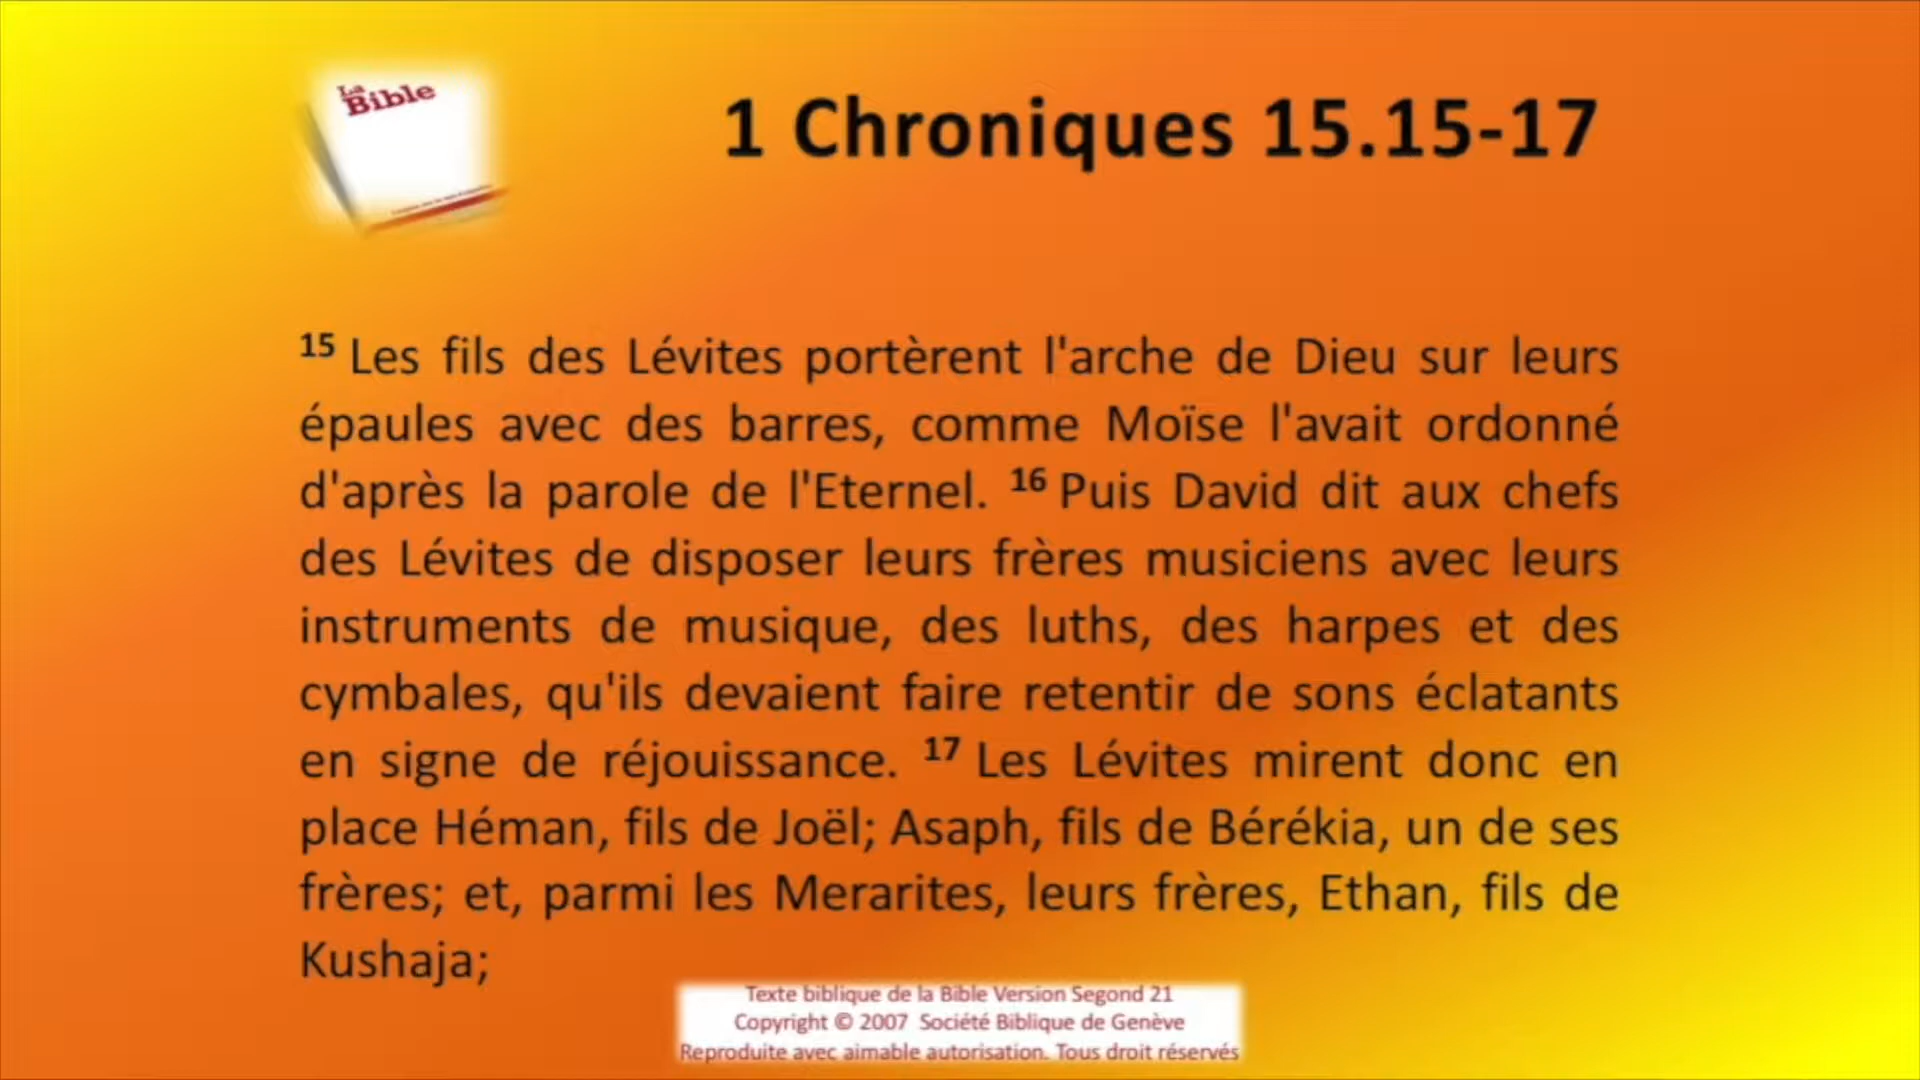 La
Bible
1 Chroniques 15.15-17
15 Les fils des Lévites portèrent l'arche de Dieu sur leurs
épaules avec des barres, comme Moïse l'avait ordonné
d'après la parole de l'Eternel. 16 Puis David dit aux chefs
des Lévites de disposer leurs frères musiciens avec leurs
instruments de musique, des luths, des harpes et des
cymbales, qu'ils devaient faire retentir de sons éclatants
en signe de réjouissance. 17 Les Lévites mirent donc en
place Héman, fils de Joël; Asaph, fils de Bérékia, un de ses
frères; et, parmi les Merarites, leurs frères, Ethan, fils de
Kushaja;
Texte biblique de la Bible Version Segond 21
Copyright © 2007 Société Biblique de Genève
Reproduite avec aimable autorisation. Tous droit réservés